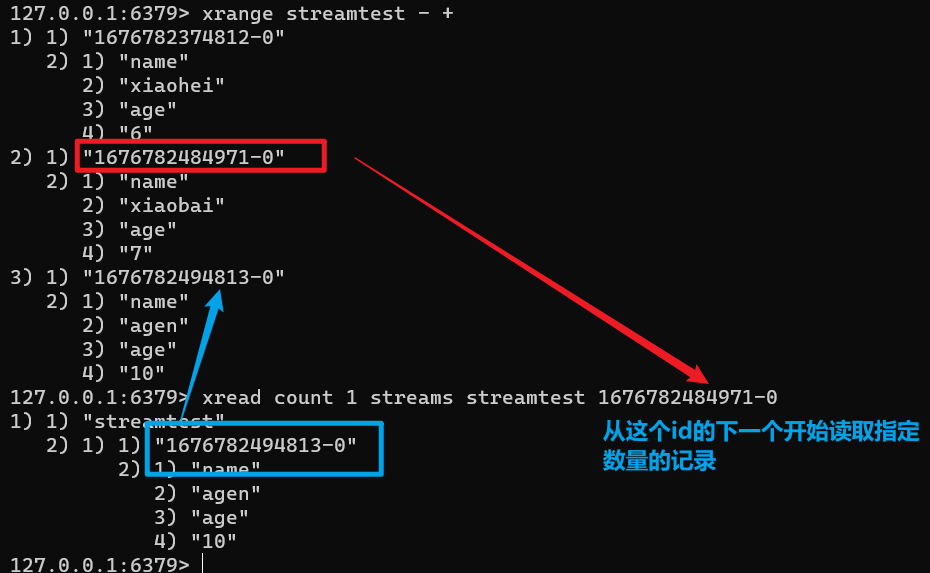 127.0.0.1:6379> xrange streamtest - +
1) 1) "1676782374812-0"
2) 1) "name"
2) "xiaohei"
3) "age"
4) "6"
2) 1) "1676782484971-0"
2) 1) "name"
2) "xiaobai"
3) "age"
4) "7"
3) 1) "1676782494813-0"
2) 1) "name"
2) "agen"
3) "age"
4) "10"
127.0.0.1:6379> xread count 1 streams streamtest 1676782484971-0
1) 1) "streamtest"
2) 1) 1) "1676782494813-0"
2) 1) "name"
2) "agen"
3) "age"
4) "10"
从这个id的下一个开始读取指定
数量的记录
127.0.0.1:6379>